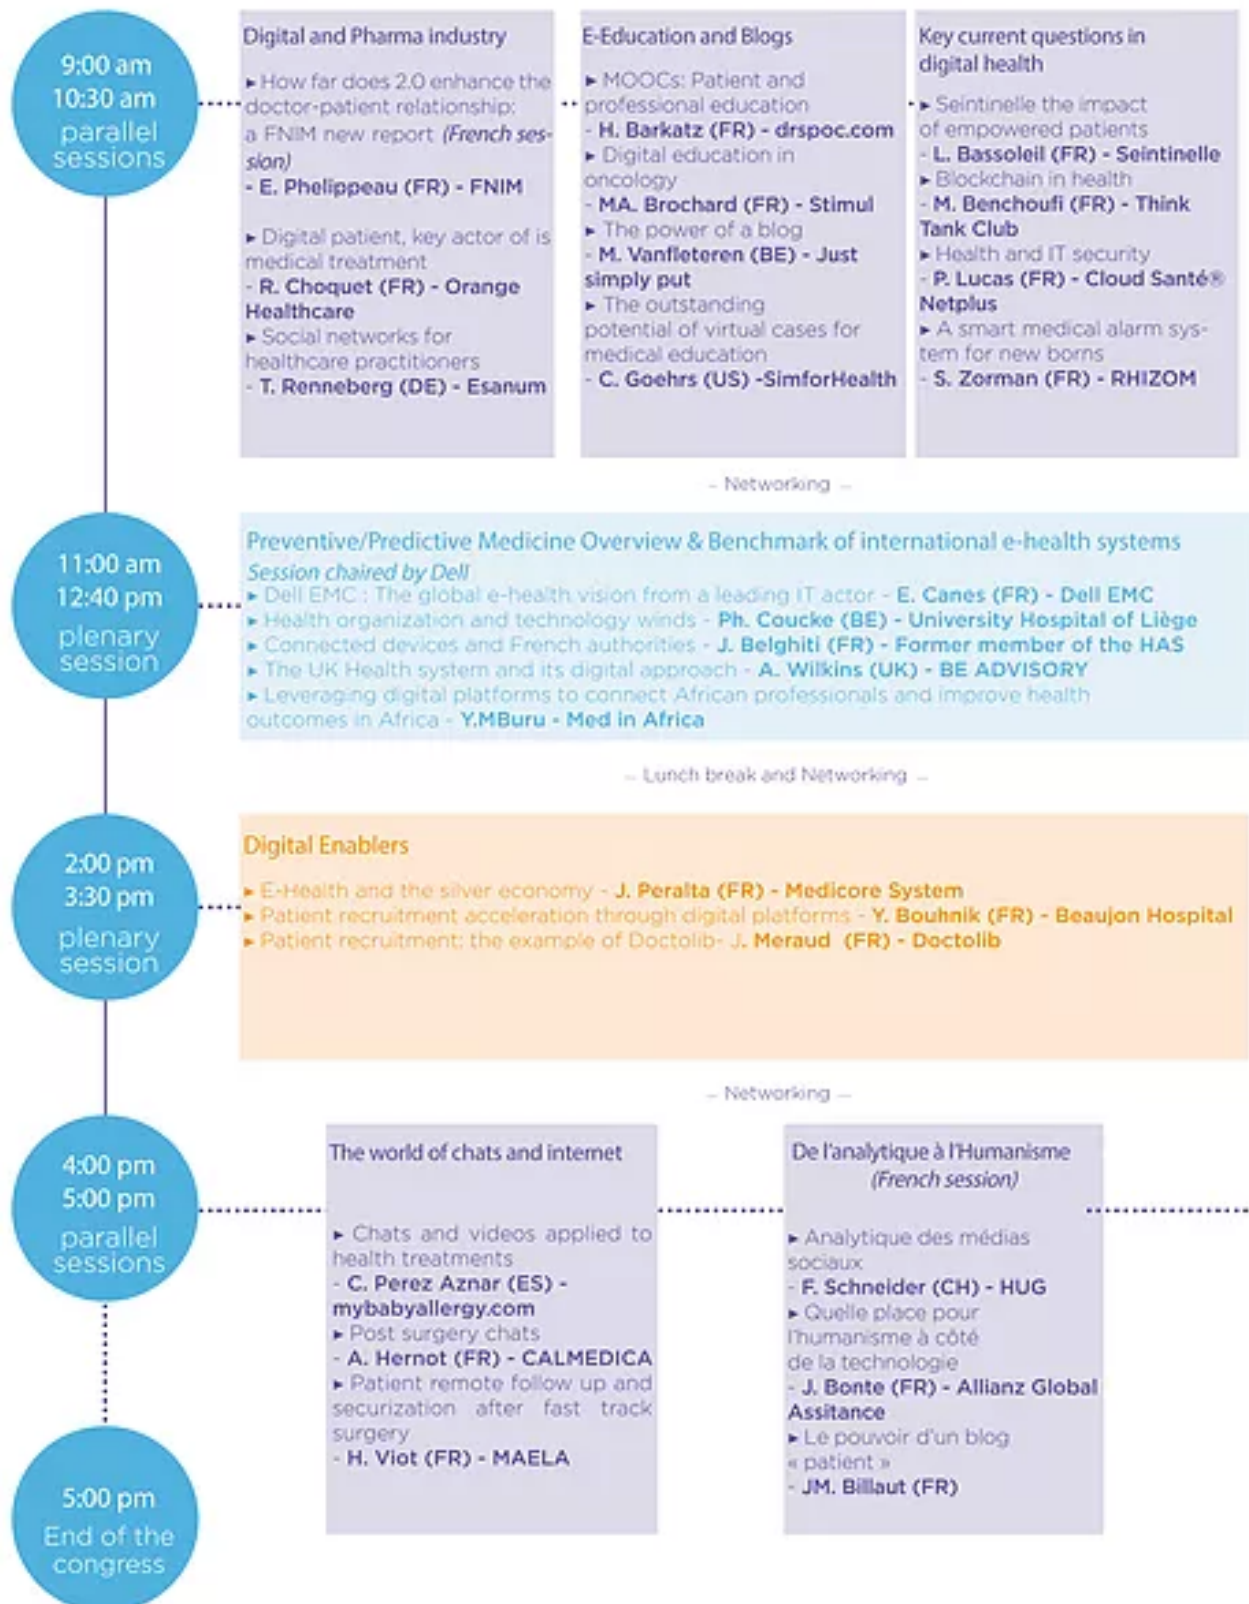 9:00 am
10:30 am
parallel
sessions
Digital and Pharma industry
► How far does 2.0 enhance the
doctor-patient relationship:
a FNIM new report (French ses-
sion)
- E. Phelippeau (FR) - FNIM
► Digital patient, key actor of is
medical treatment
- R. Choquet (FR) - Orange
Healthcare
► Social networks for
healthcare practitioners
- T. Renneberg (DE) - Esanum
E-Education and Blogs
► MOOCs: Patient and
professional education
- H. Barkatz (FR) - drspoc.com
► Digital education in
oncology
- MA. Brochard (FR) - Stimul
► The power of a blog
- M. Vanfleteren (BE) - Just
simply put
► The outstanding
potential of virtual cases for
medical education
- C. Goehrs (US) -SimforHealth
Key current questions in
digital health
► Seintinelle the impact
of empowered patients
- L. Bassoleil (FR) - Seintinelle
► Blockchain in health
- M. Benchoufi (FR) - Think
Tank Club
► Health and IT security
- P. Lucas (FR) - Cloud Santé®
Netplus
► A smart medical alarm sys-
tem for new borns
- S. Zorman (FR) - RHIZOM
– Networking –
11:00 am
12:40 pm
plenary
session
Preventive/Predictive Medicine Overview & Benchmark of international e-health systems
Session chaired by Dell
► Dell EMC : The global e-health vision from a leading IT actor - E. Canes (FR) - Dell EMC
► Health organization and technology winds - Ph. Coucke (BE) - University Hospital of Liège
► Connected devices and French authorities - J. Belghiti (FR) - Former member of the HAS
► The UK Health system and its digital approach - A. Wilkins (UK) - BE ADVISORY
► Leveraging digital platforms to connect African professionals and improve health
outcomes in Africa - Y.MBuru - Med in Africa
– Lunch break and Networking –
2:00 pm
3:30 pm
plenary
session
Digital Enablers
► E-Health and the silver economy - J. Peralta (FR) - Medicore System
► Patient recruitment acceleration through digital platforms - Y. Bouhnik (FR) - Beaujon Hospital
► Patient recruitment: the example of Doctolib- J. Meraud (FR) - Doctolib
– Networking –
4:00 pm
5:00 pm
parallel
sessions
The world of chats and internet
► Chats and videos applied to
health treatments
- C. Perez Aznar (ES) -
mybabyallergy.com
► Post surgery chats
- A. Hernot (FR) - CALMEDICA
► Patient remote follow up and
securization after fast track
surgery
- H. Viot (FR) - MAELA
De l'analytique à l'Humanisme
(French session)
► Analytique des médias
sociaux
- F. Schneider (CH) - HUG
► Quelle place pour
l'humanisme à côté
de la technologie
- J. Bonte (FR) - Allianz Global
Assitance
► Le pouvoir d'un blog
« patient »
- JM. Billaut (FR)
5:00 pm
End of the
congress